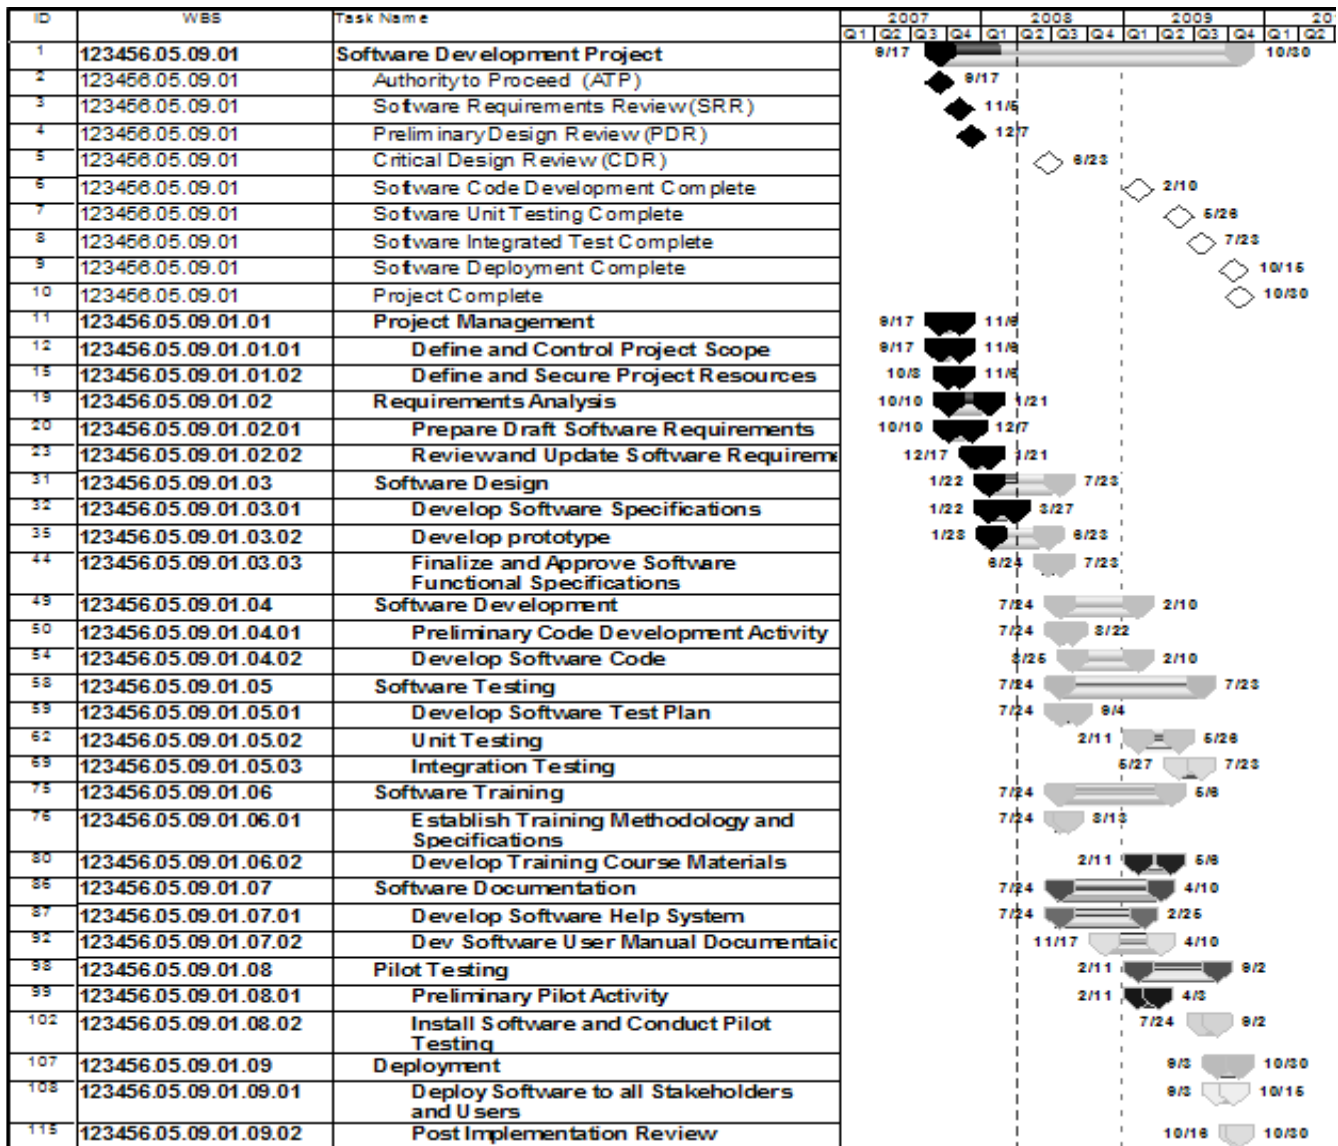 ID WBS Task Name 2007 2008 2009 201
Q1 Q2 Q3 Q4 Q1 Q2 Q3 Q4 Q1 Q2 Q3 Q4 Q1 Q2
1 123456.05.09.01 Software Development Project 9/17 10/30
2 123456.05.09.01 Authority to Proceed (ATP) 9/17
3 123456.05.09.01 Software Requirements Review (SRR) 11/5
4 123456.05.09.01 Preliminary Design Review (PDR) 12/7
5 123456.05.09.01 Critical Design Review (CDR) 6/23
6 123456.05.09.01 Software Code Development Complete 2/10
7 123456.05.09.01 Software Unit Testing Complete 5/26
8 123456.05.09.01 Software Integrated Test Complete 7/23
9 123456.05.09.01 Software Deployment Complete 10/15
10 123456.05.09.01 Project Complete 10/30
11 123456.05.09.01.01 Project Management 9/17 11/6
12 123456.05.09.01.01.01 Define and Control Project Scope 9/17 11/6
15 123456.05.09.01.01.02 Define and Secure Project Resources 10/3 11/6
19 123456.05.09.01.02 Requirements Analysis 10/10 1/21
20 123456.05.09.01.02.01 Prepare Draft Software Requirements 10/10 12/7
23 123456.05.09.01.02.02 Review and Update Software Requirem 12/17 1/21
31 123456.05.09.01.03 Software Design 1/22 7/23
32 123456.05.09.01.03.01 Develop Software Specifications 1/22 3/27
35 123456.05.09.01.03.02 Develop prototype 1/23 6/23
44 123456.05.09.01.03.03 Finalize and Approve Software 6/24 7/23
Functional Specifications
49 123456.05.09.01.04 Software Development 7/24 2/10
50 123456.05.09.01.04.01 Preliminary Code Development Activity 7/24 8/22
54 123456.05.09.01.04.02 Develop Software Code 8/25 2/10
58 123456.05.09.01.05 Software Testing 7/24 7/23
59 123456.05.09.01.05.01 Develop Software Test Plan 7/24 9/4
62 123456.05.09.01.05.02 Unit Testing 2/11 5/26
69 123456.05.09.01.05.03 Integration Testing 5/27 7/23
75 123456.05.09.01.06 Software Training 7/24 5/6
76 123456.05.09.01.06.01 Establish Training Methodology and 7/24 8/13
Specifications
80 123456.05.09.01.06.02 Develop Training Course Materials 2/11 5/6
86 123456.05.09.01.07 Software Documentation 7/24 4/10
87 123456.05.09.01.07.01 Develop Software Help System 7/24 2/25
92 123456.05.09.01.07.02 Dev Software User Manual Documentaic 11/17 4/10
98 123456.05.09.01.08 Pilot Testing 2/11 9/2
99 123456.05.09.01.08.01 Preliminary Pilot Activity 2/11 4/3
102 123456.05.09.01.08.02 Install Software and Conduct Pilot 7/24 9/2
Testing
107 123456.05.09.01.09 Deployment 9/3 10/30
108 123456.05.09.01.09.01 Deploy Software to all Stakeholders 9/3 10/15
and Users
115 123456.05.09.01.09.02 Post Implementation Review 10/16 10/30